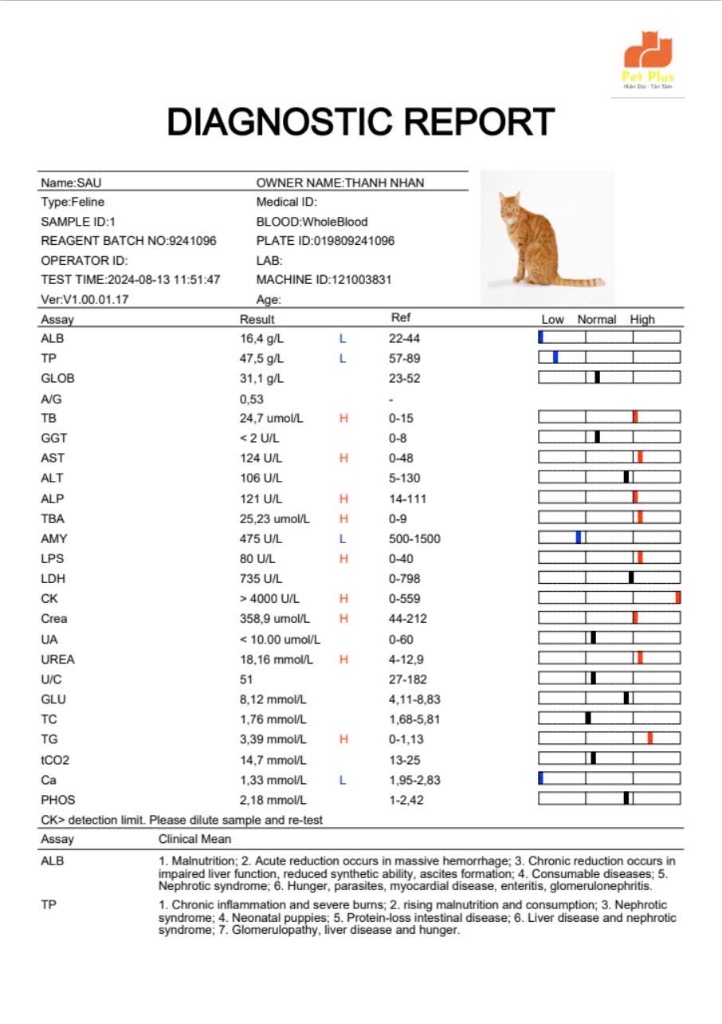 Pet Plus
Hiện Đại - Tận Tâm
DIAGNOSTIC REPORT
Name:SAU OWNER NAME:THANH NHAN
Type:Feline Medical ID:
SAMPLE ID:1 BLOOD:WholeBlood
REAGENT BATCH NO:9241096 PLATE ID:019809241096
OPERATOR ID: LAB:
TEST TIME:2024-08-13 11:51:47 MACHINE ID:121003831
Ver:V1.00.01.17 Age:
Assay Result Ref Low Normal High
ALB 16,4 g/L L 22-44
TP 47,5 g/L L 57-89
GLOB 31,1 g/L 23-52
A/G 0,53 -
TB 24,7 umol/L H 0-15
GGT < 2 U/L 0-8
AST 124 U/L H 0-48
ALT 106 U/L 5-130
ALP 121 U/L H 14-111
TBA 25,23 umol/L H 0-9
AMY 475 U/L L 500-1500
LPS 80 U/L H 0-40
LDH 735 U/L 0-798
CK > 4000 U/L H 0-559
Crea 358,9 umol/L H 44-212
UA < 10.00 umol/L 0-60
UREA 18,16 mmol/L H 4-12,9
U/C 51 27-182
GLU 8,12 mmol/L 4,11-8,83
TC 1,76 mmol/L 1,68-5,81
TG 3,39 mmol/L H 0-1,13
tCO2 14,7 mmol/L 13-25
Ca 1,33 mmol/L L 1,95-2,83
PHOS 2,18 mmol/L 1-2,42
CK> detection limit. Please dilute sample and re-test
Assay Clinical Mean
ALB 1. Malnutrition; 2. Acute reduction occurs in massive hemorrhage; 3. Chronic reduction occurs in
impaired liver function, reduced synthetic ability, ascites formation; 4. Consumable diseases; 5.
Nephrotic syndrome; 6. Hunger, parasites, myocardial disease, enteritis, glomerulonephritis.
TP 1. Chronic inflammation and severe burns; 2. rising malnutrition and consumption; 3. Nephrotic
syndrome; 4. Neonatal puppies; 5. Protein-loss intestinal disease; 6. Liver disease and nephrotic
syndrome; 7. Glomerulopathy, liver disease and hunger.